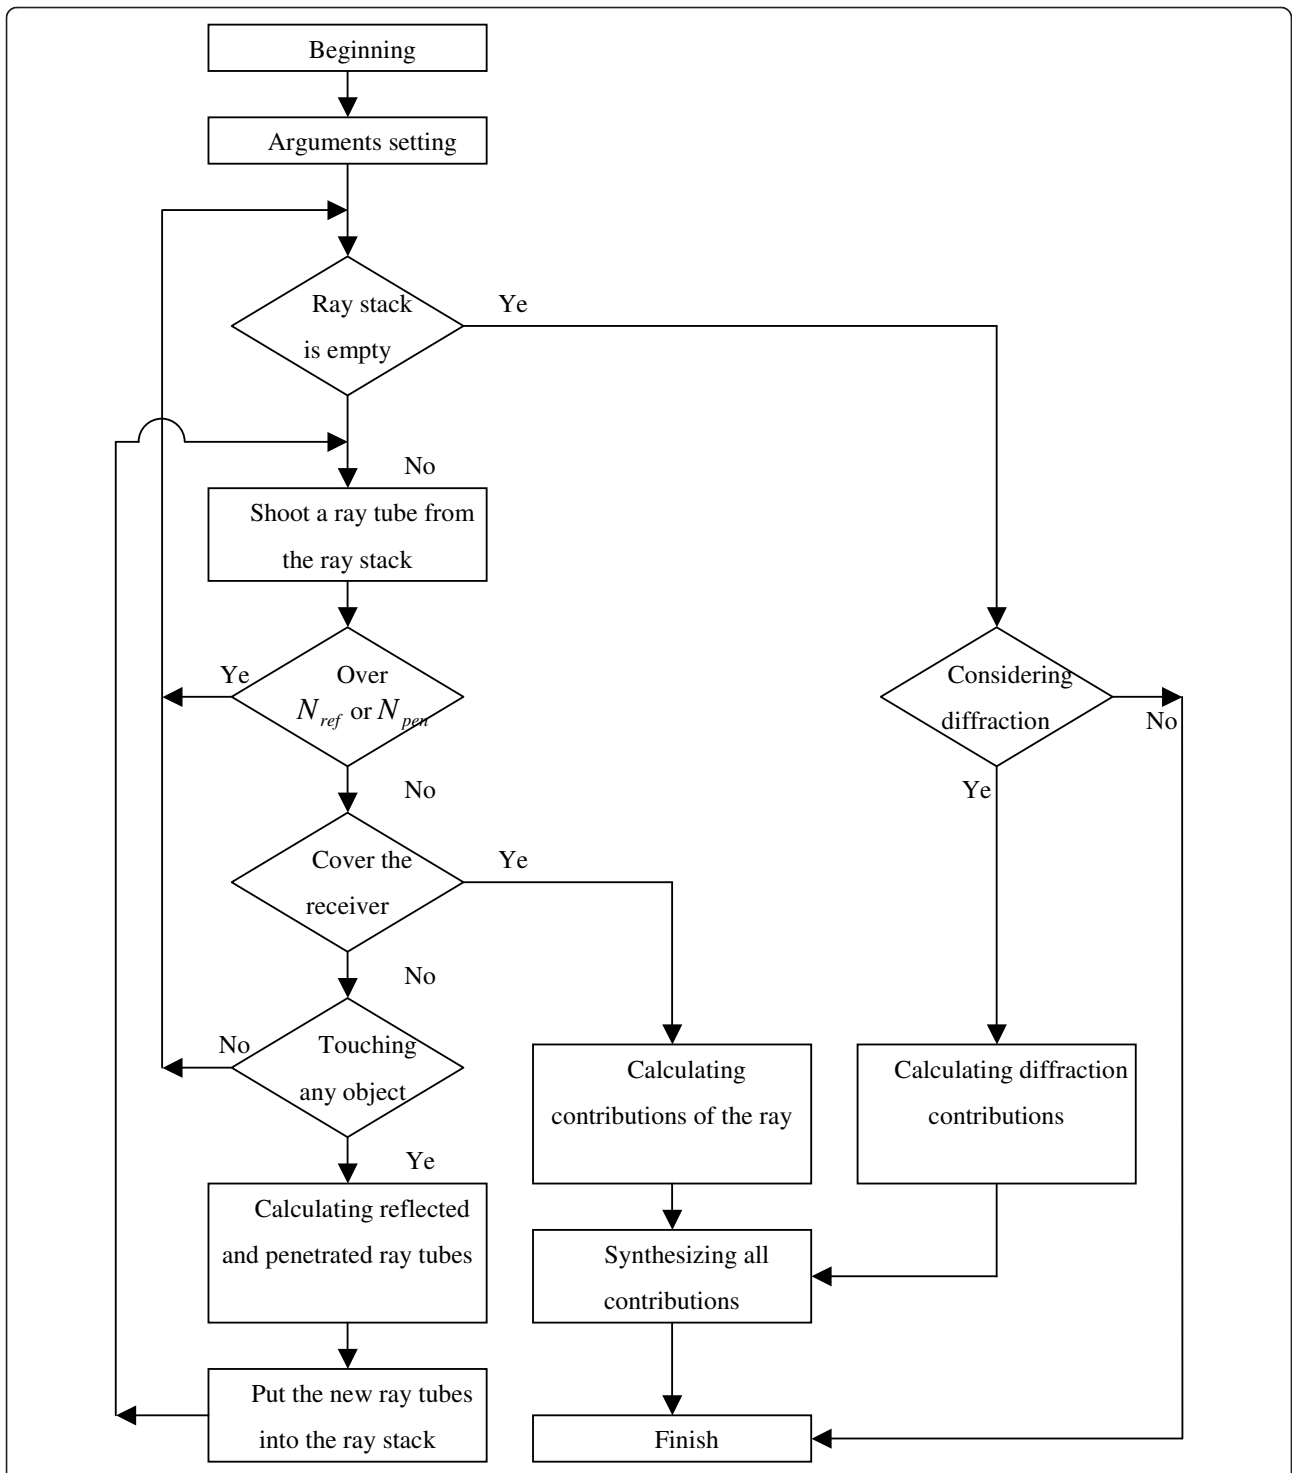 Beginning
Arguments setting
Ray stack
is empty
Ye
No
Shoot a ray tube from
the ray stack
Ye
Over
N_ref or N_pen
No
Considering
diffraction
No
Ye
Cover the
receiver
Ye
No
No
Touching
any object
Ye
Calculating
contributions of the ray
Calculating diffraction
contributions
Calculating reflected
and penetrated ray tubes
Synthesizing all
contributions
Put the new ray tubes
into the ray stack
Finish